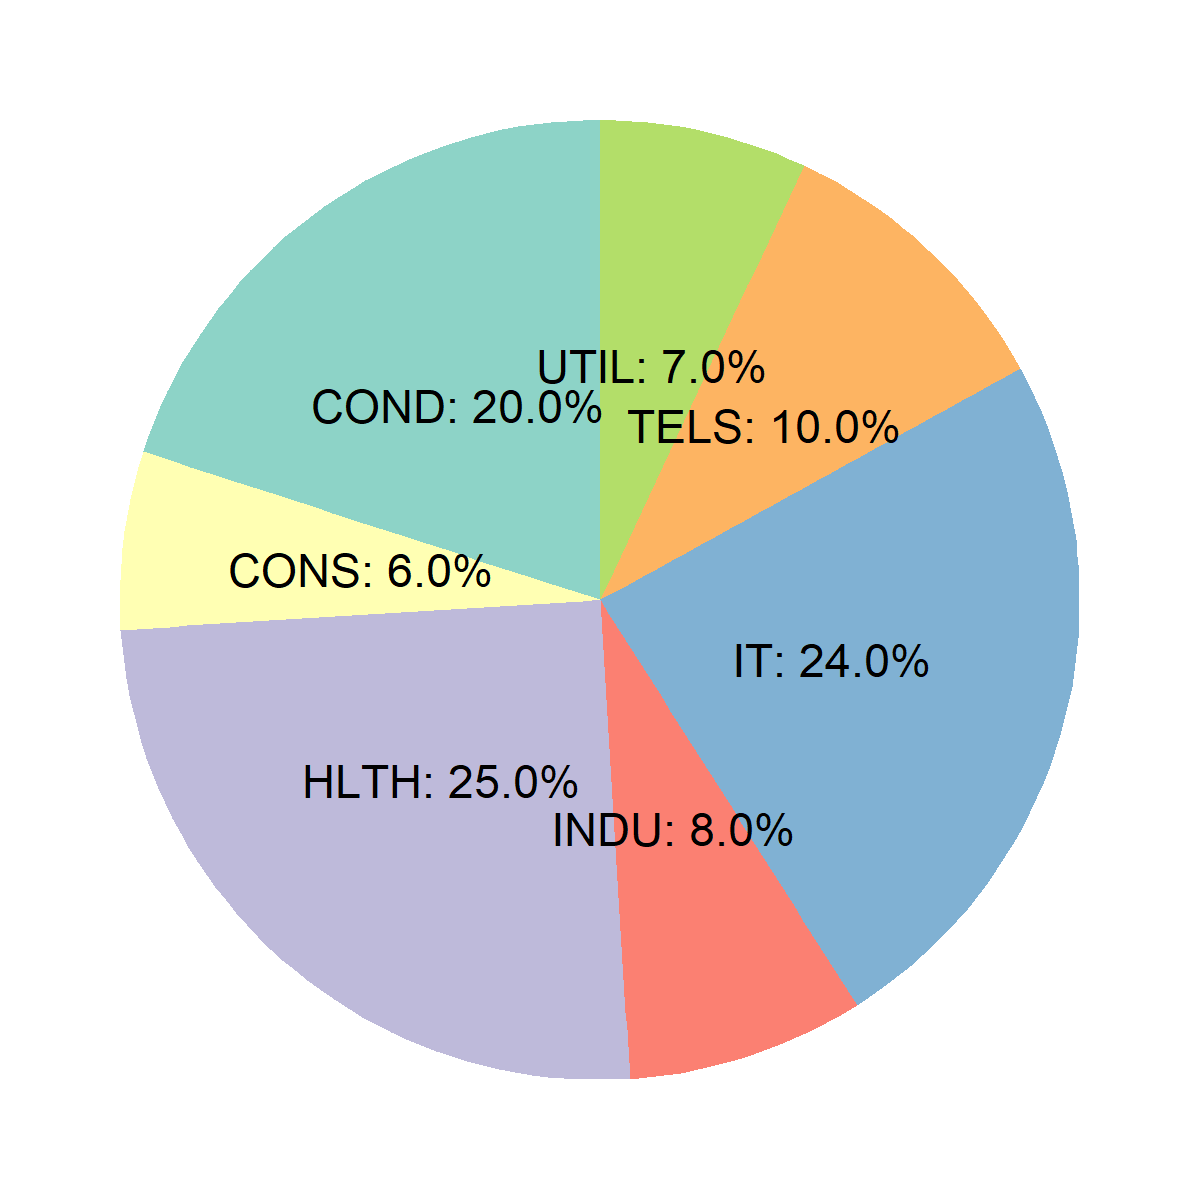 UTIL: 7.0%
COND: 20.0%
TELS: 10.0%
CONS: 6.0%
IT: 24.0%
HLTH: 25.0%
INDU: 8.0%